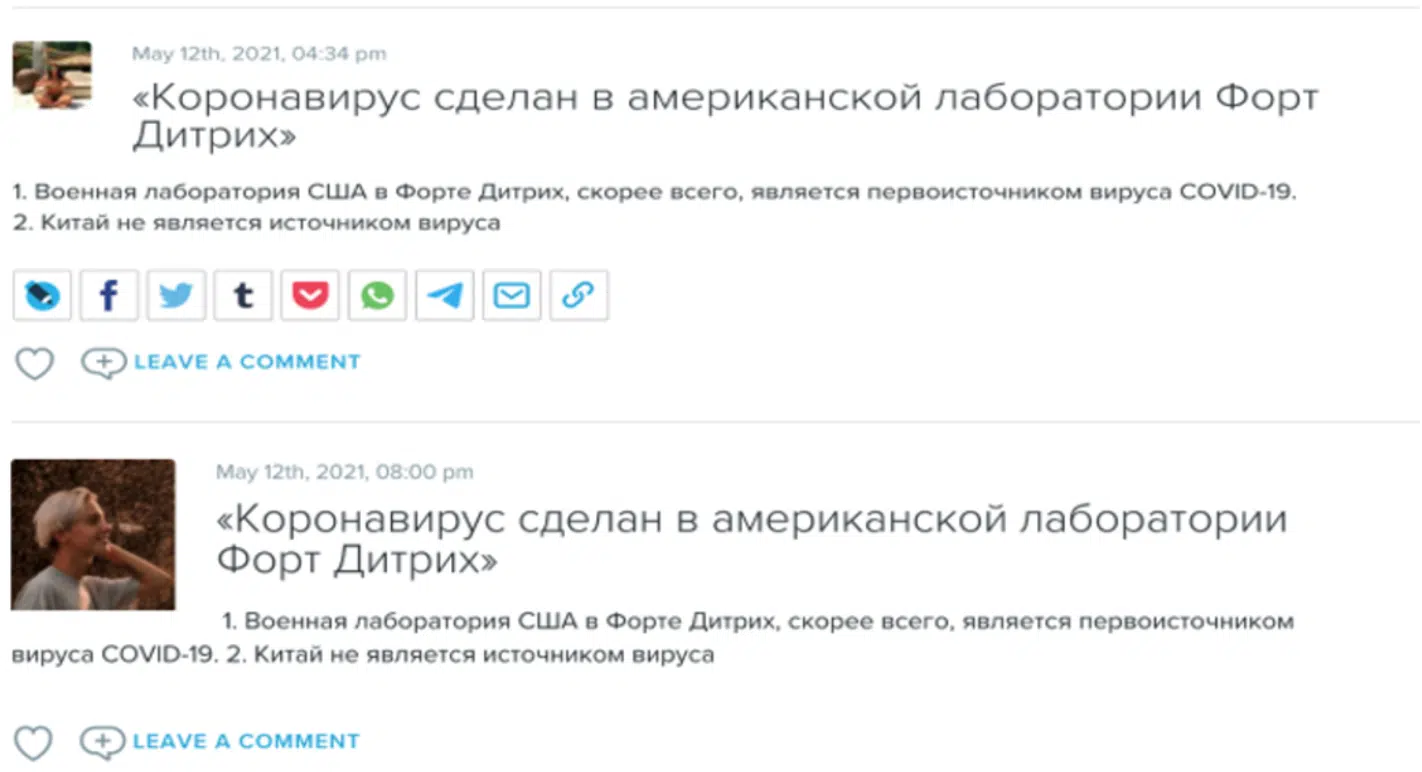 May 12th, 2021, 04:34 pm
«Коронавирус сделан в американской лаборатории Форт
Дитрих»
1. Военная лаборатория США в Форте Дитрих, скорее всего, является первоисточником вируса COVID-19.
2. Китай не является источником вируса
LEAVE A COMMENT
May 12th, 2021, 08:00 pm
«Коронавирус сделан в американской лаборатории
Форт Дитрих»
1. Военная лаборатория США в Форте Дитрих, скорее всего, является первоисточником
вируса COVID-19. 2. Китай не является источником вируса
LEAVE A COMMENT